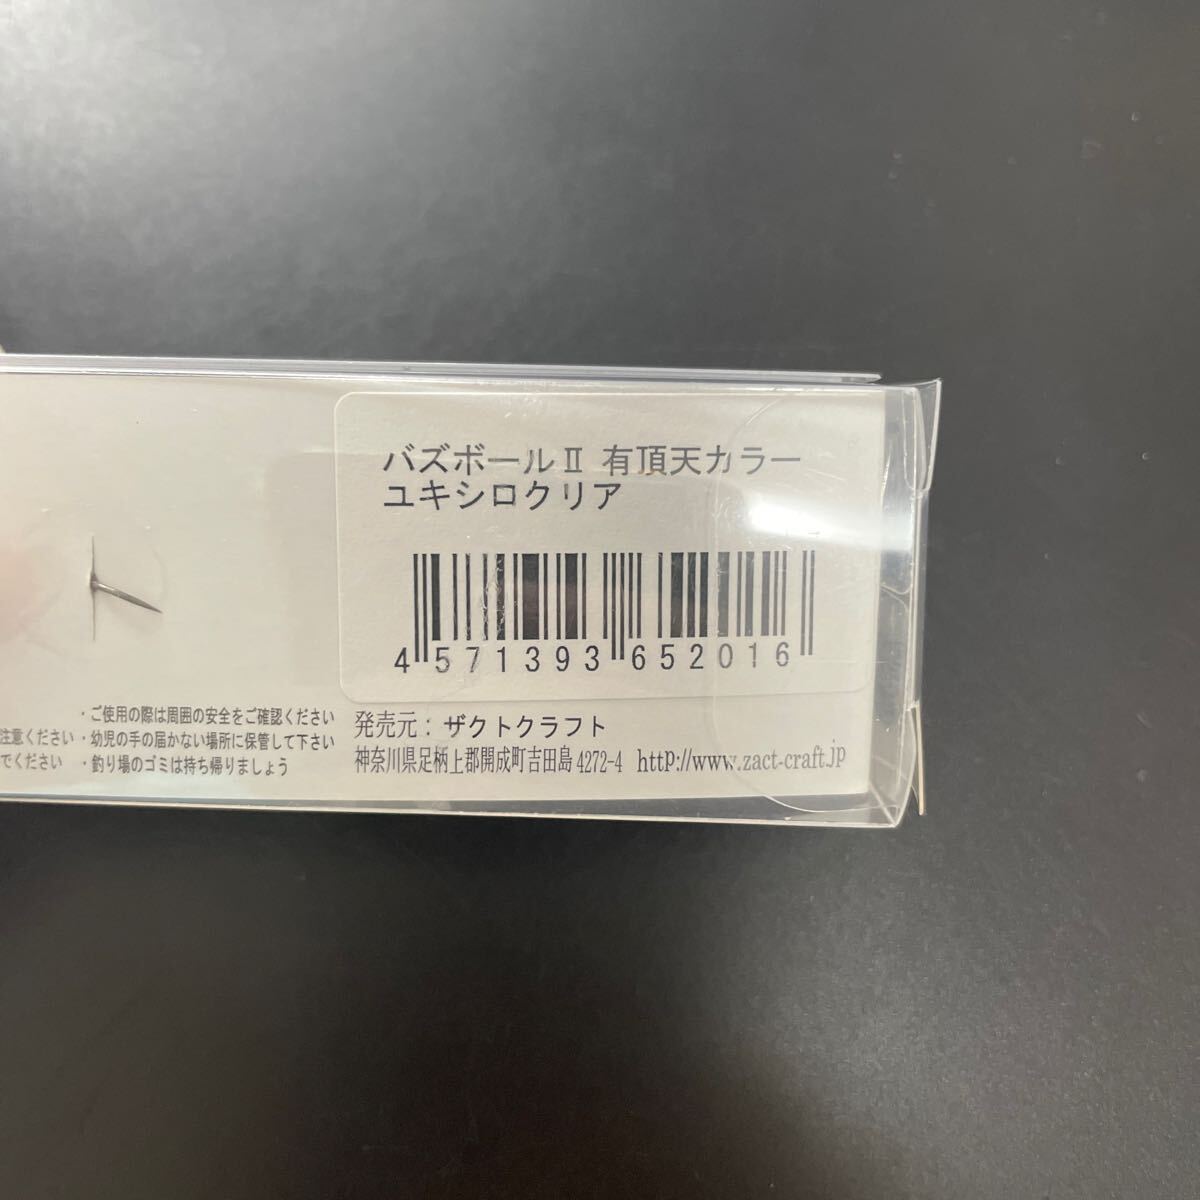 バズボールⅡ 有頂天カラー
ユキシロクリア
4 571393 652016
・ご使用の際は周囲の安全をご確認ください
注意ください ・幼児の手の届かない場所に保管して下さい
でください ・釣り場のゴミは持ち帰りましょう
発売元：ザクトクラフト
神奈川県足柄上郡開成町吉田島4272-4 http://www.zact-craft.jp